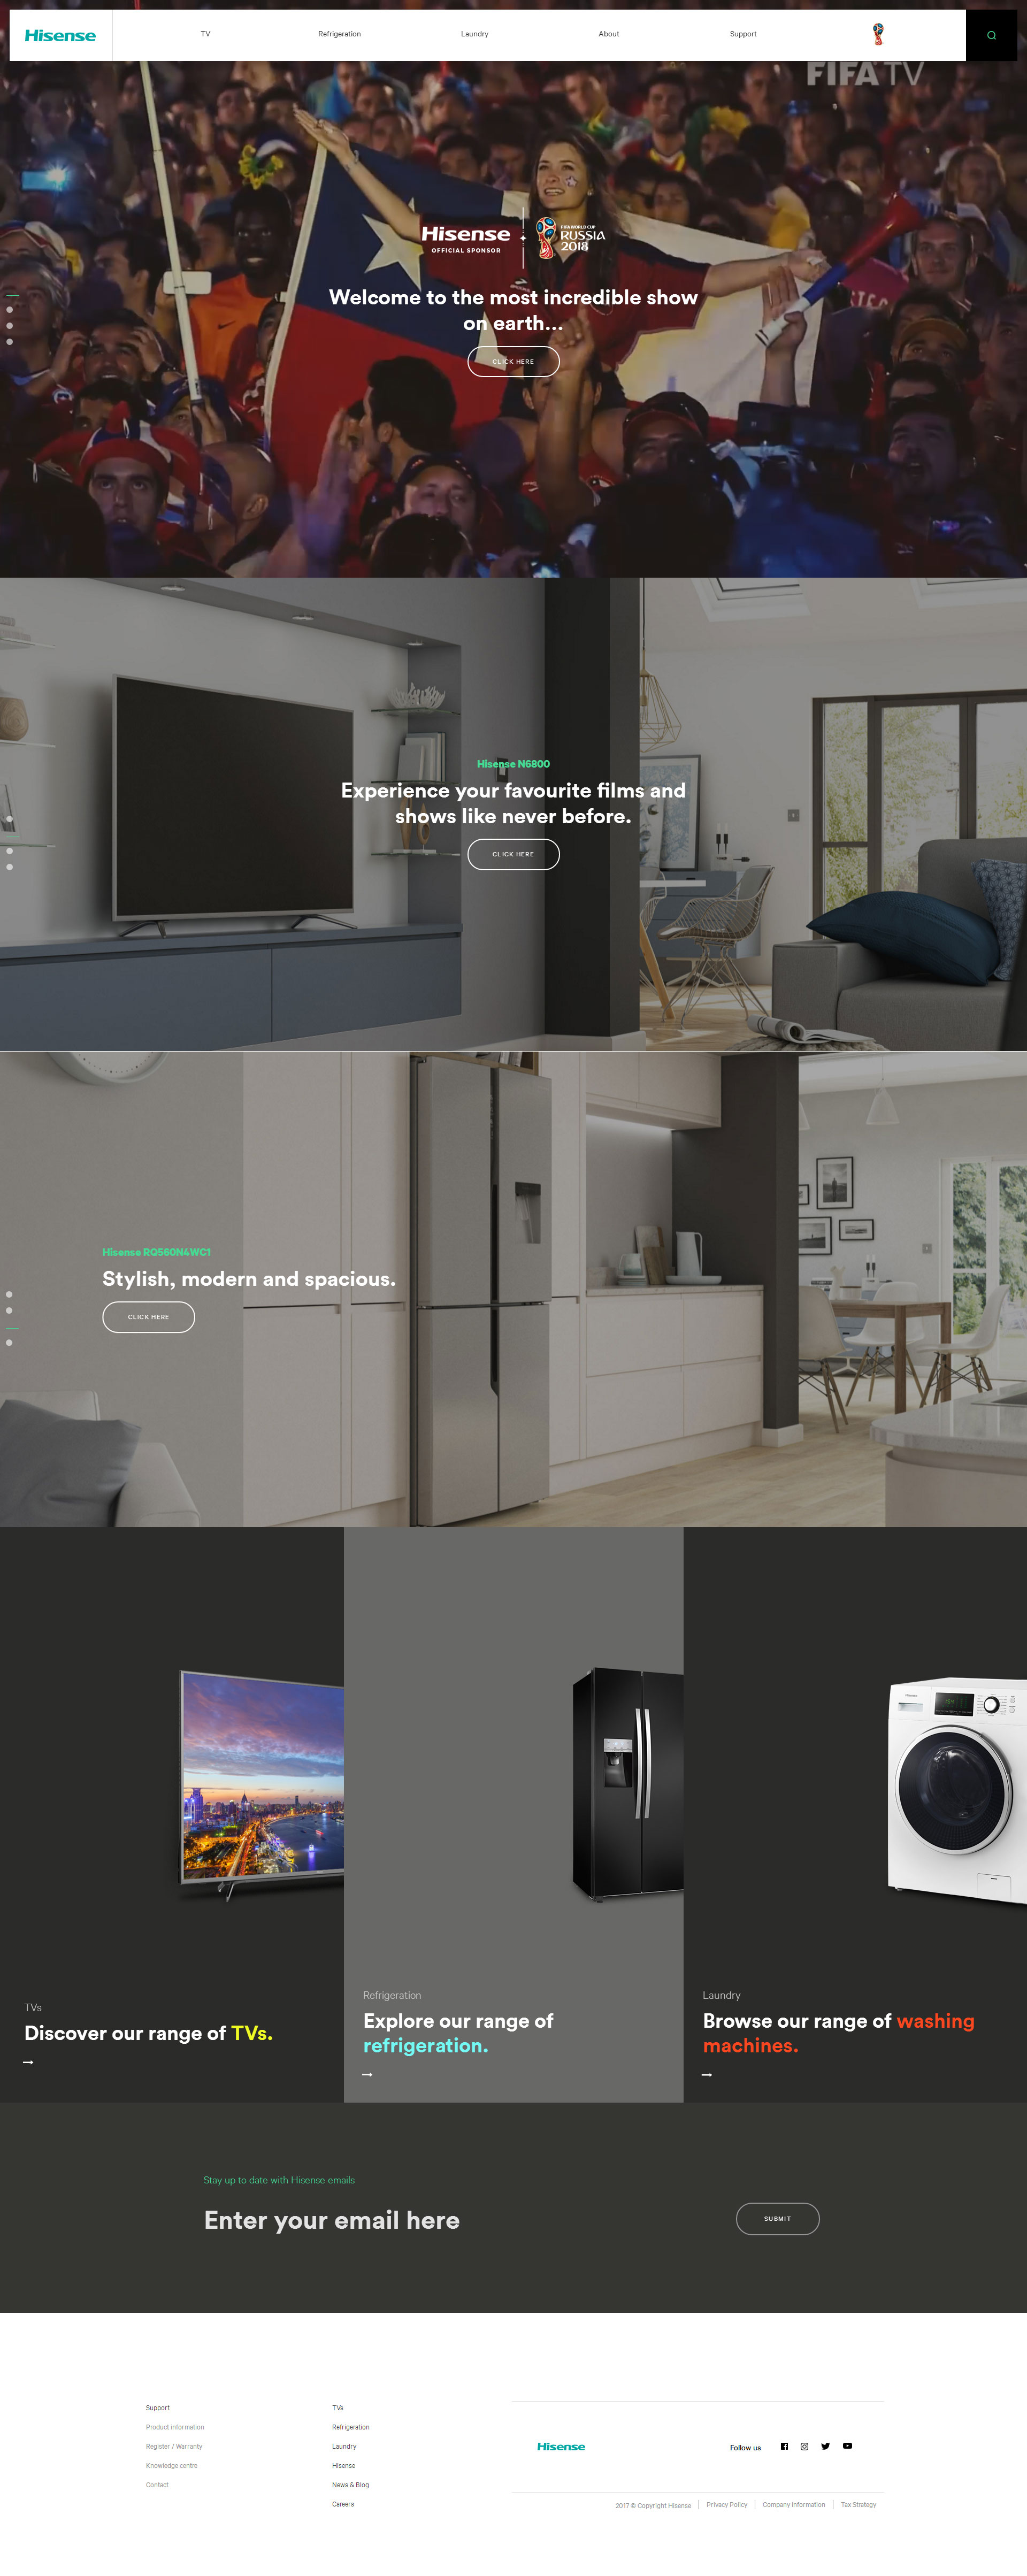 Hisense
TV
Refrigeration
Laundry
About
Support
FIFA TV
Hisense
OFFICIAL SPONSOR
FIFA WORLD CUP
RUSSIA
2018
Welcome to the most incredible show
on earth...
CLICK HERE
Hisense N6800
Experience your favourite films and
shows like never before.
CLICK HERE
Hisense RQ560N4WC1
Stylish, modern and spacious.
CLICK HERE
TVs
Discover our range of TVs.
Refrigeration
Explore our range of
refrigeration.
Laundry
Browse our range of washing
machines.
Stay up to date with Hisense emails
Enter your email here
SUBMIT
Support
Product information
Register / Warranty
Knowledge centre
Contact
TVs
Refrigeration
Laundry
Hisense
News & Blog
Careers
Hisense
Follow us
2017 © Copyright Hisense
Privacy Policy
Company Information
Tax Strategy